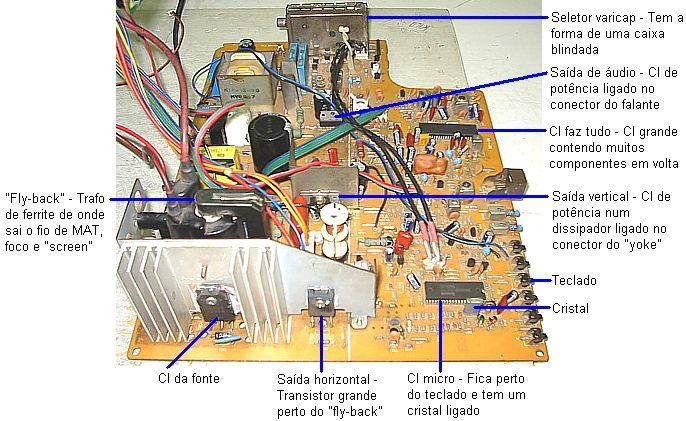 Seletor varicap - Tem a
forma de uma caixa
blindada
Saída de áudio - CI de
potência ligado no
conector do falante
CI faz tudo - CI grande
contendo muitos
componentes em volta
"Fly-back" - Trafo
de ferrite de onde
sai o fio de MAT,
foco e "screen"
Saída vertical - CI de
potência num
dissipador ligado no
conector do "yoke"
Teclado
Cristal
CI da fonte
Saída horizontal -
Transistor grande
perto do "fly-back"
CI micro - Fica perto
do teclado e tem um
cristal ligado